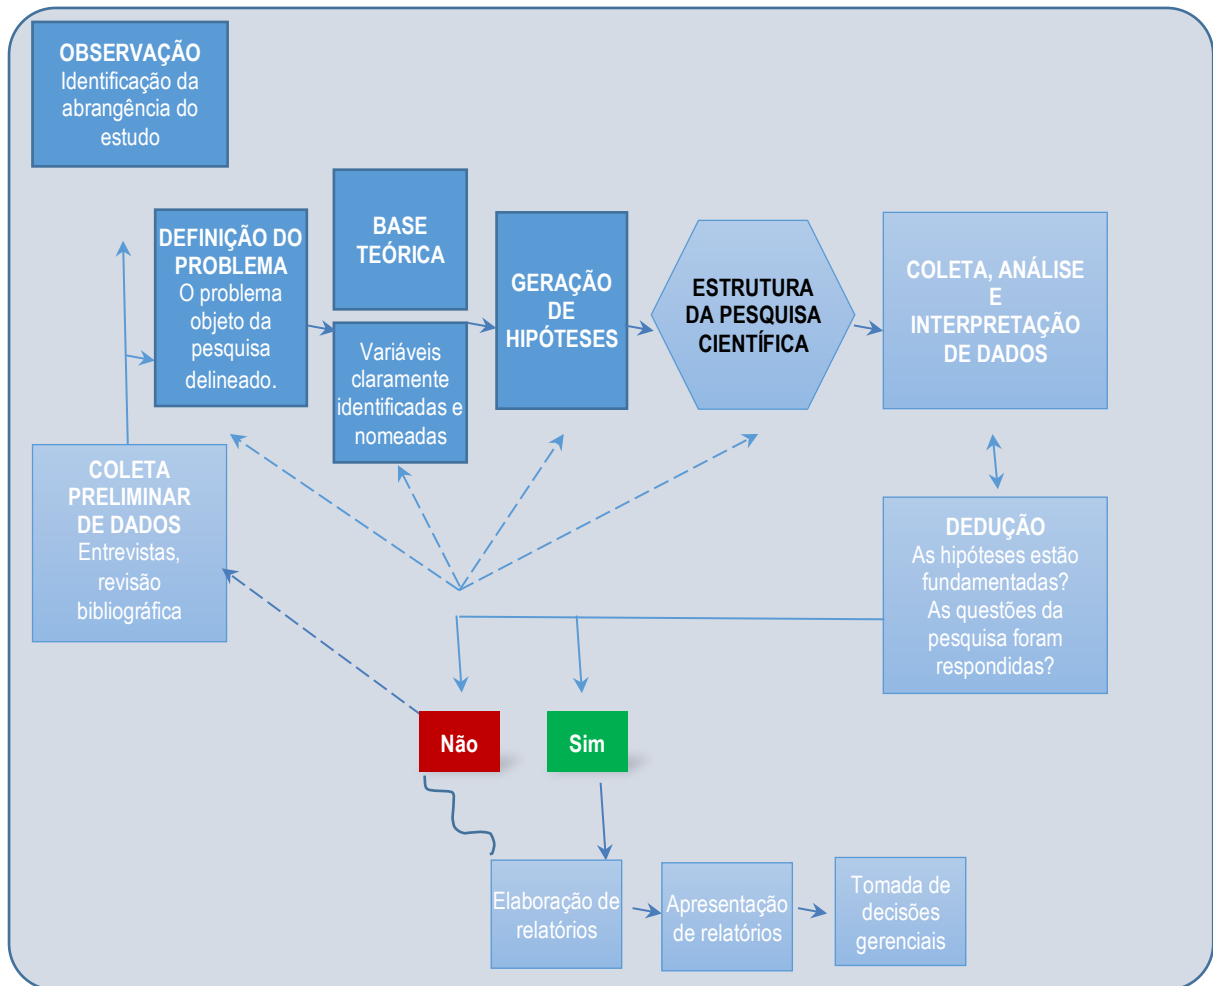 OBSERVAÇÃO
Identificação da
abrangência do
estudo
DEFINIÇÃO DO
PROBLEMA
O problema
objeto da
pesquisa
delineado.
BASE
TEÓRICA
Variáveis
claramente
identificadas e
nomeadas
GERAÇÃO
DE
HIPÓTESES
ESTRUTURA
DA PESQUISA
CIENTÍFICA
COLETA, ANÁLISE
E
INTERPRETAÇÃO
DE DADOS
COLETA
PRELIMINAR
DE DADOS
Entrevistas,
revisão
bibliográfica
DEDUÇÃO
As hipóteses estão
fundamentadas?
As questões da
pesquisa foram
respondidas?
Não
Sim
Elaboração de
relatórios
Apresentação
de relatórios
Tomada de
decisões
gerenciais